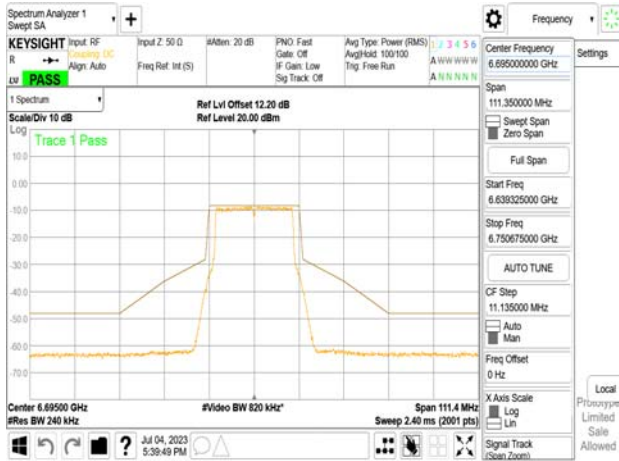 Spectrum Analyzer 1
Swept SA
Frequency
Settings
KEYSIGHT
R
LU
PASS
Input: RF
Coupling: DC
Align: Auto
Input Z: 50 Ω
Freq Ref: Int (S)
#Atten: 20 dB
PNO: Fast
Gate: Off
IF Gain: Low
Sig Track: Off
Avg Type: Power (RMS)
Avg|Hold: 100/100
Trig: Free Run
1 2 3 4 5 6
A W W W W W
A N N N N N
1 Spectrum
Scale/Div 10 dB
Ref Lvl Offset 12.20 dB
Ref Level 20.00 dBm
Log
Trace 1 Pass
10.0
0.00
-10.0
-20.0
-30.0
-40.0
-50.0
-60.0
-70.0
Center 6.69500 GHz
#Res BW 240 kHz
#Video BW 820 kHz*
Span 111.4 MHz
Sweep 2.40 ms (2001 pts)
Center Frequency
6.695000000 GHz
Span
111.350000 MHz
Swept Span
Zero Span
Full Span
Start Freq
6.639325000 GHz
Stop Freq
6.750675000 GHz
AUTO TUNE
CF Step
11.135000 MHz
Auto
Man
Freq Offset
0 Hz
X Axis Scale
Log
Lin
Signal Track
(Span Zoom)
Local
Prototype
Limited
Sale
Allowed
?
Jul 04, 2023
5:39:49 PM